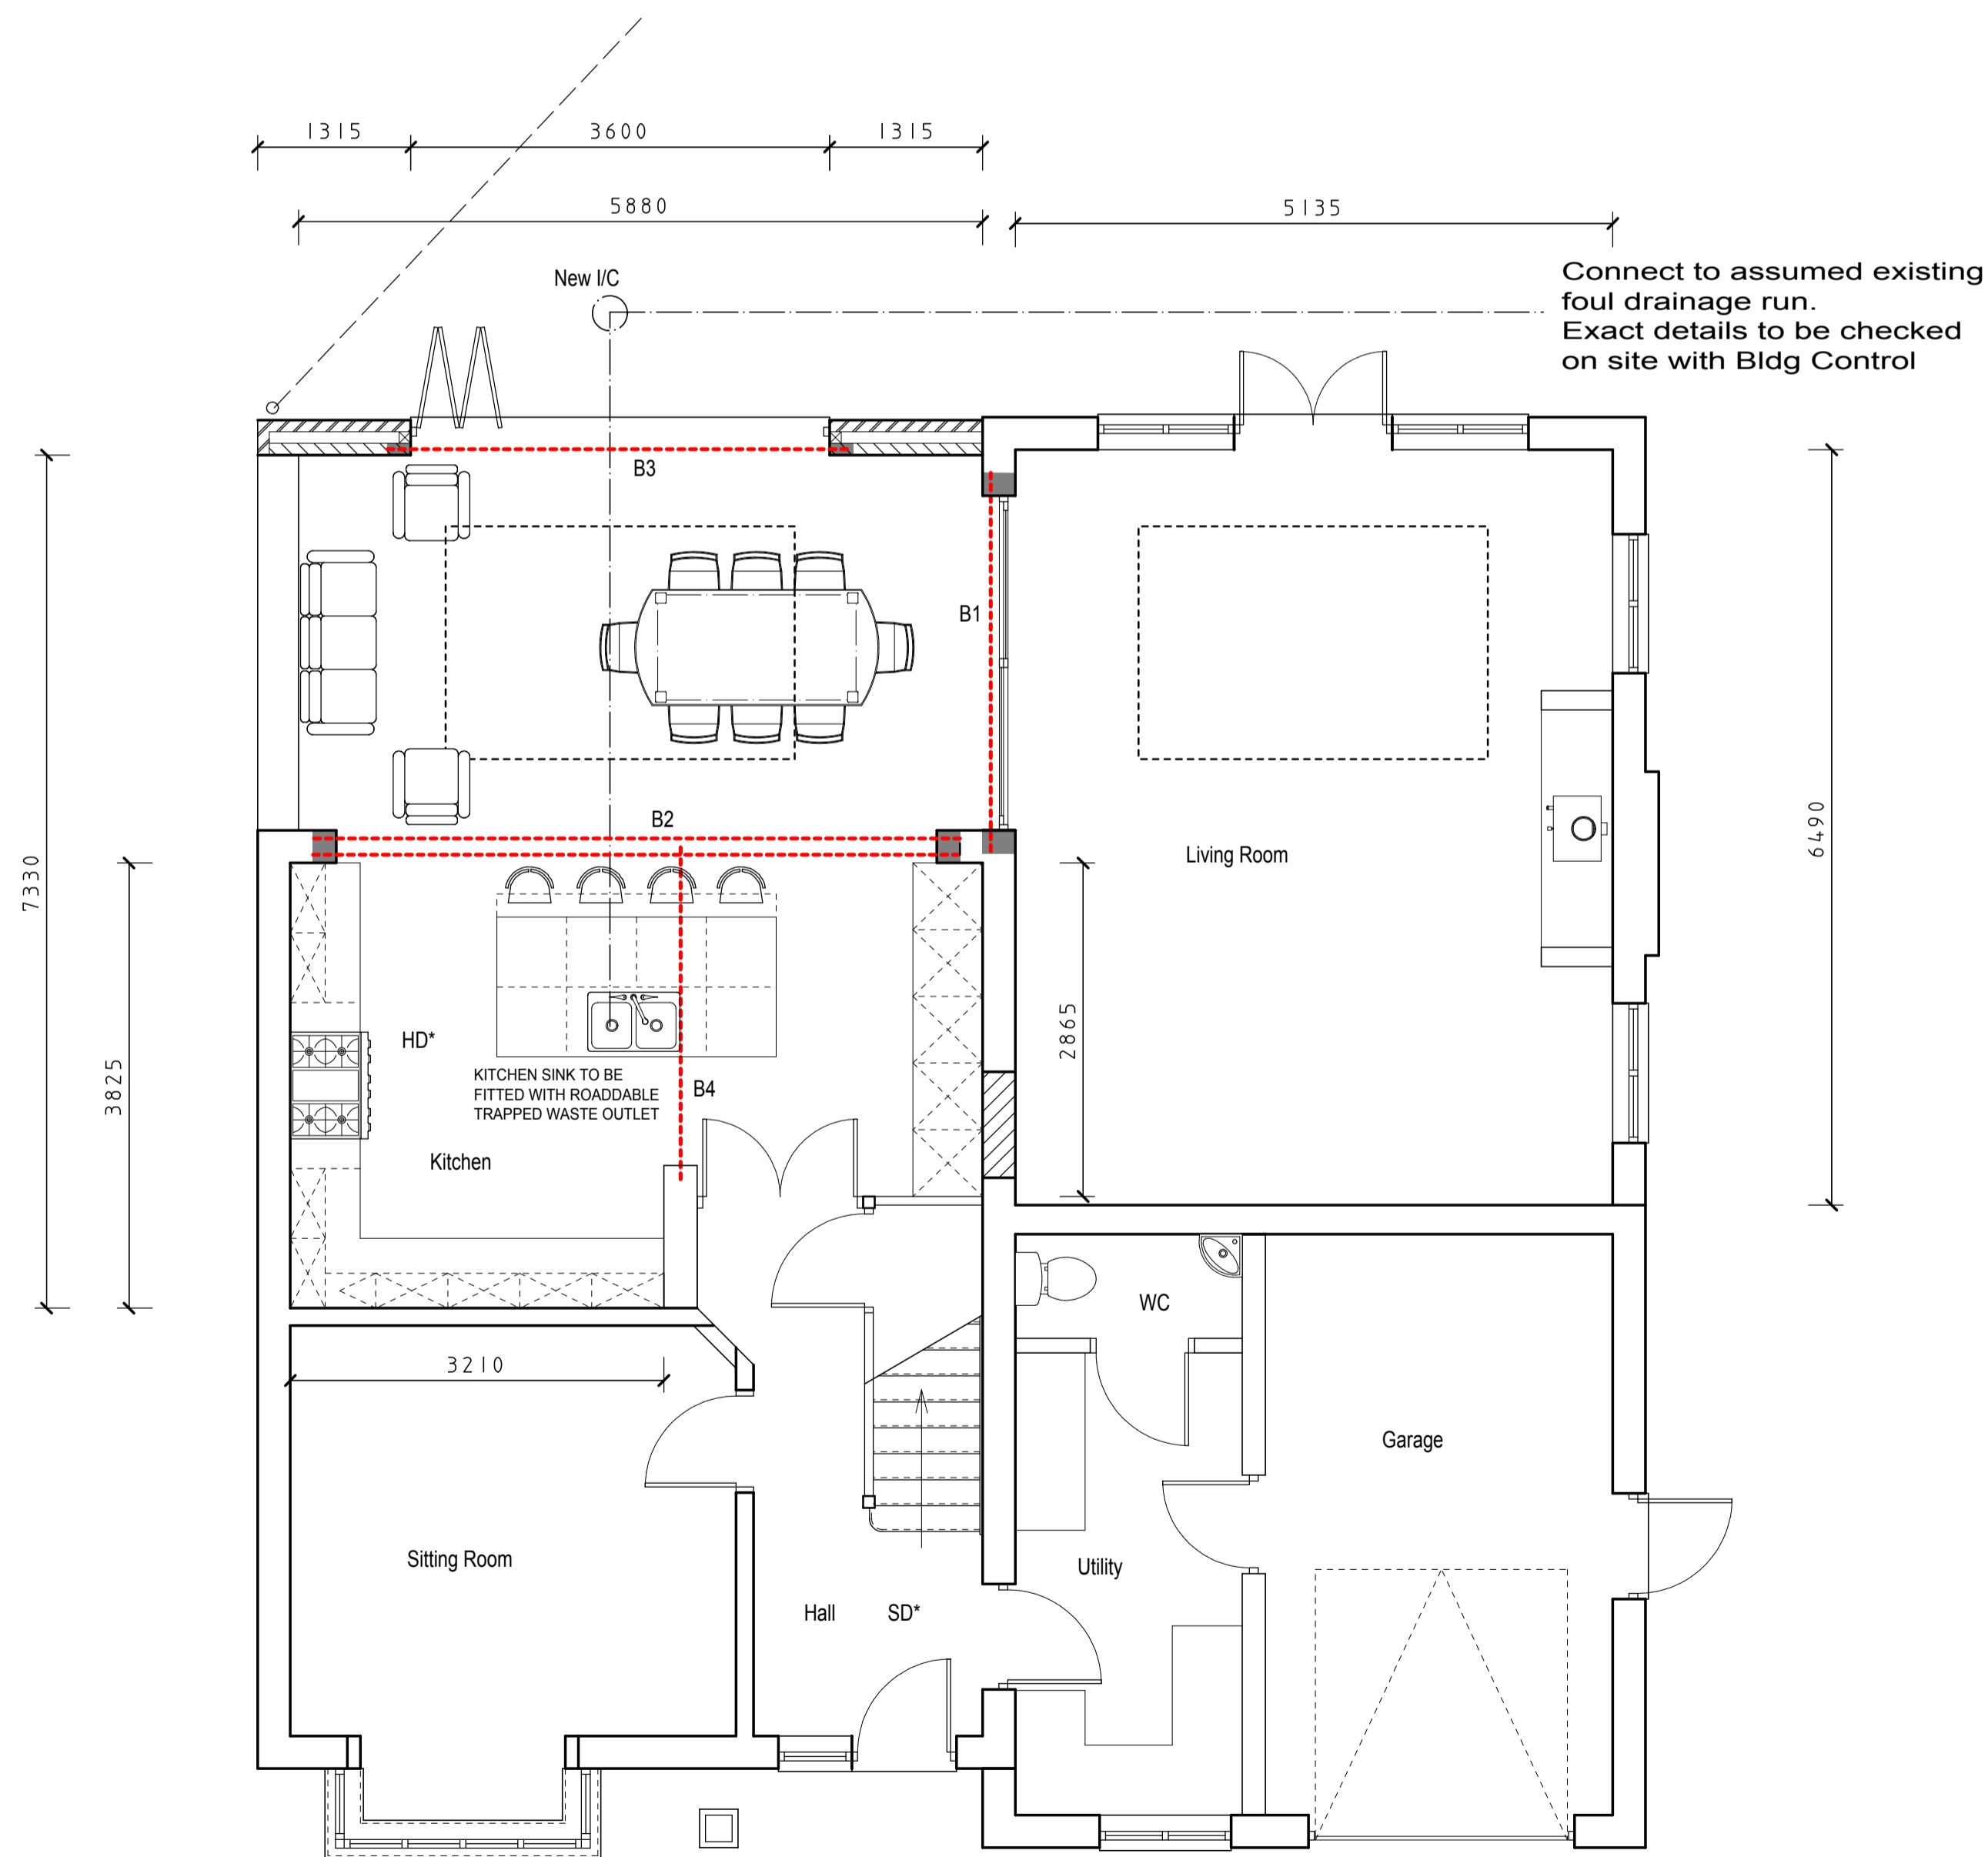 1315
3600
1315
5880
5135
New I/C
Connect to assumed existing
foul drainage run.
Exact details to be checked
on site with Bldg Control
B3
B1
B2
7330
3825
6490
Living Room
2865
HD*
KITCHEN SINK TO BE
FITTED WITH ROADDABLE
TRAPPED WASTE OUTLET
B4
Kitchen
WC
3210
Garage
Sitting Room
Utility
Hall
SD*